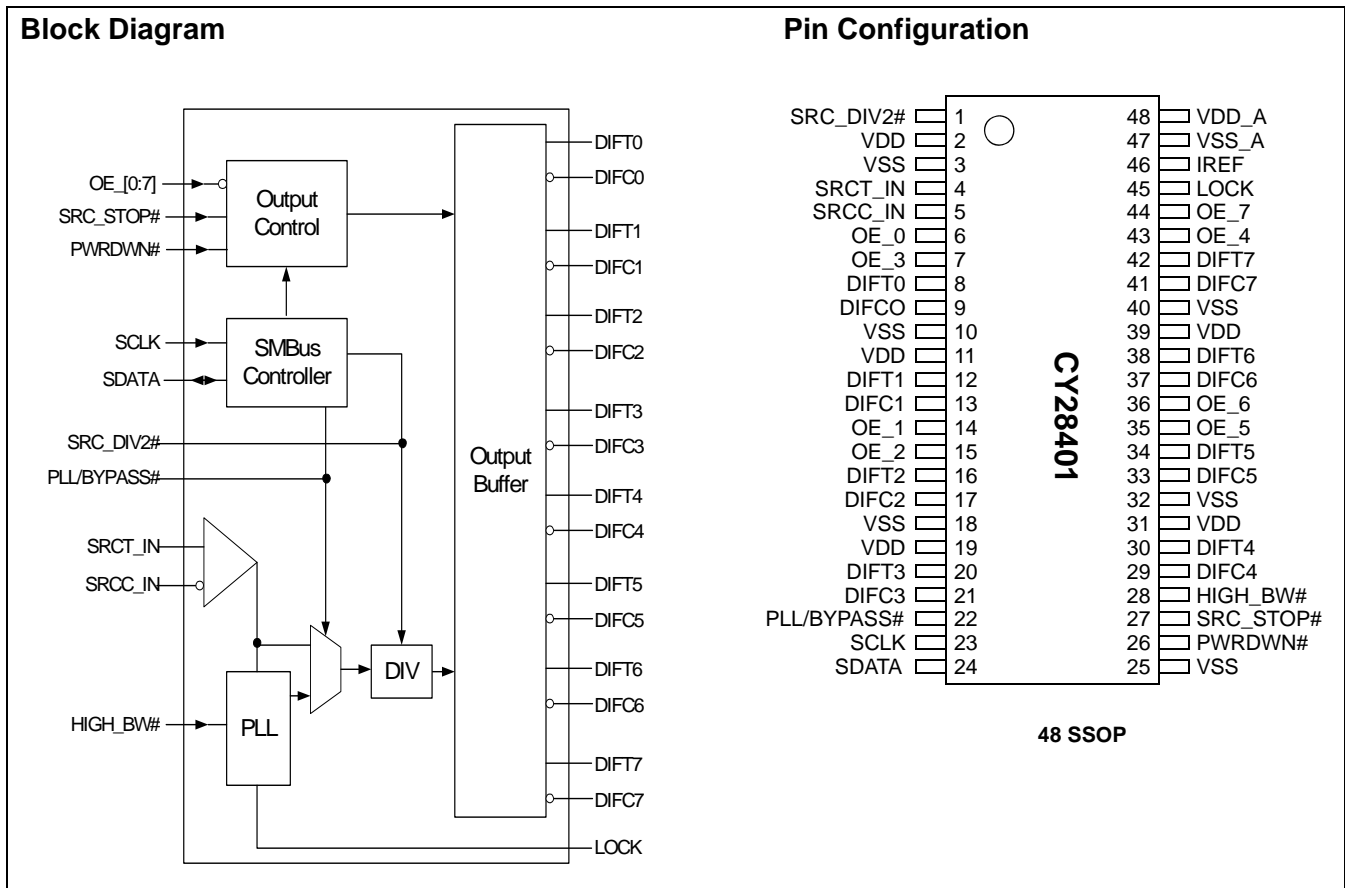 Block Diagram
OE_[0:7]
SRC_STOP#
PWRDWN#
SCLK
SDATA
SRC_DIV2#
PLL/BYPASS#
SRCT_IN
SRCC_IN
HIGH_BW#
Output
Control
SMBus
Controller
PLL
DIV
Output
Buffer
DIFT0
DIFC0
DIFT1
DIFC1
DIFT2
DIFC2
DIFT3
DIFC3
DIFT4
DIFC4
DIFT5
DIFC5
DIFT6
DIFC6
DIFT7
DIFC7
LOCK
Pin Configuration
SRC_DIV2# 1 48 VDD_A
VDD 2 47 VSS_A
VSS 3 46 IREF
SRCT_IN 4 45 LOCK
SRCC_IN 5 44 OE_7
OE_0 6 43 OE_4
OE_3 7 42 DIFT7
DIFT0 8 41 DIFC7
DIFCO 9 40 VSS
VSS 10 39 VDD
VDD 11 38 DIFT6
DIFT1 12 37 DIFC6
DIFC1 13 36 OE_6
OE_1 14 35 OE_5
OE_2 15 34 DIFT5
DIFT2 16 33 DIFC5
DIFC2 17 32 VSS
VSS 18 31 VDD
VDD 19 30 DIFT4
DIFT3 20 29 DIFC4
DIFC3 21 28 HIGH_BW#
PLL/BYPASS# 22 27 SRC_STOP#
SCLK 23 26 PWRDWN#
SDATA 24 25 VSS
CY28401
48 SSOP